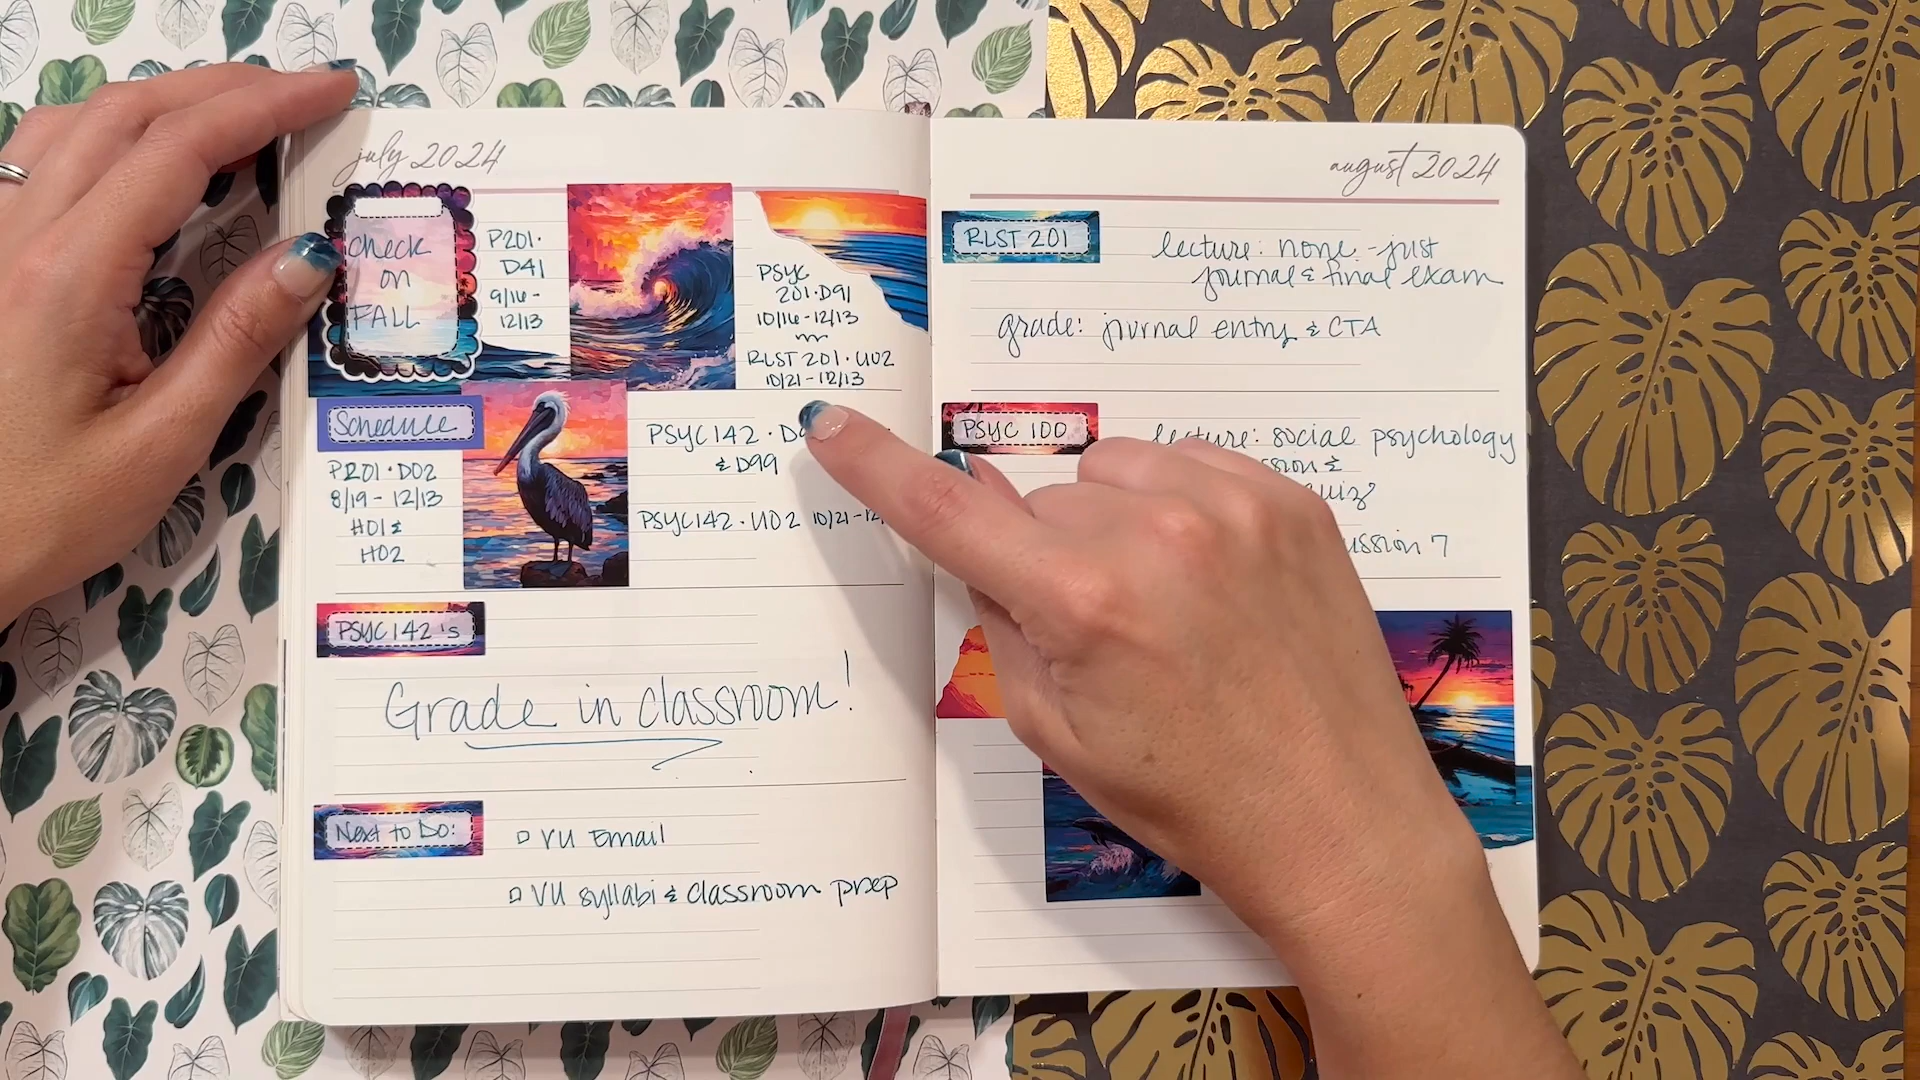 july 2024
check
on
FALL
P201.
D41
9/16 -
12/13
PSYC
201.D91
10/16-12/13
RLST 201.U02
10/21-12/13
Schedule
P201.D02
8/19- 12/13
H01 &
H02
PSYC142 .
& D99
PSYC142.U02 10/21-
PSYC142's
Grade in classroom!
Next to Do:
VU Email
VU syllabi & classroom prep
august 2024
RLST 201
lecture: none - just
journal & final exam
grade: journal entry & CTA
PSYC 100
lecture: social psychology
&
7